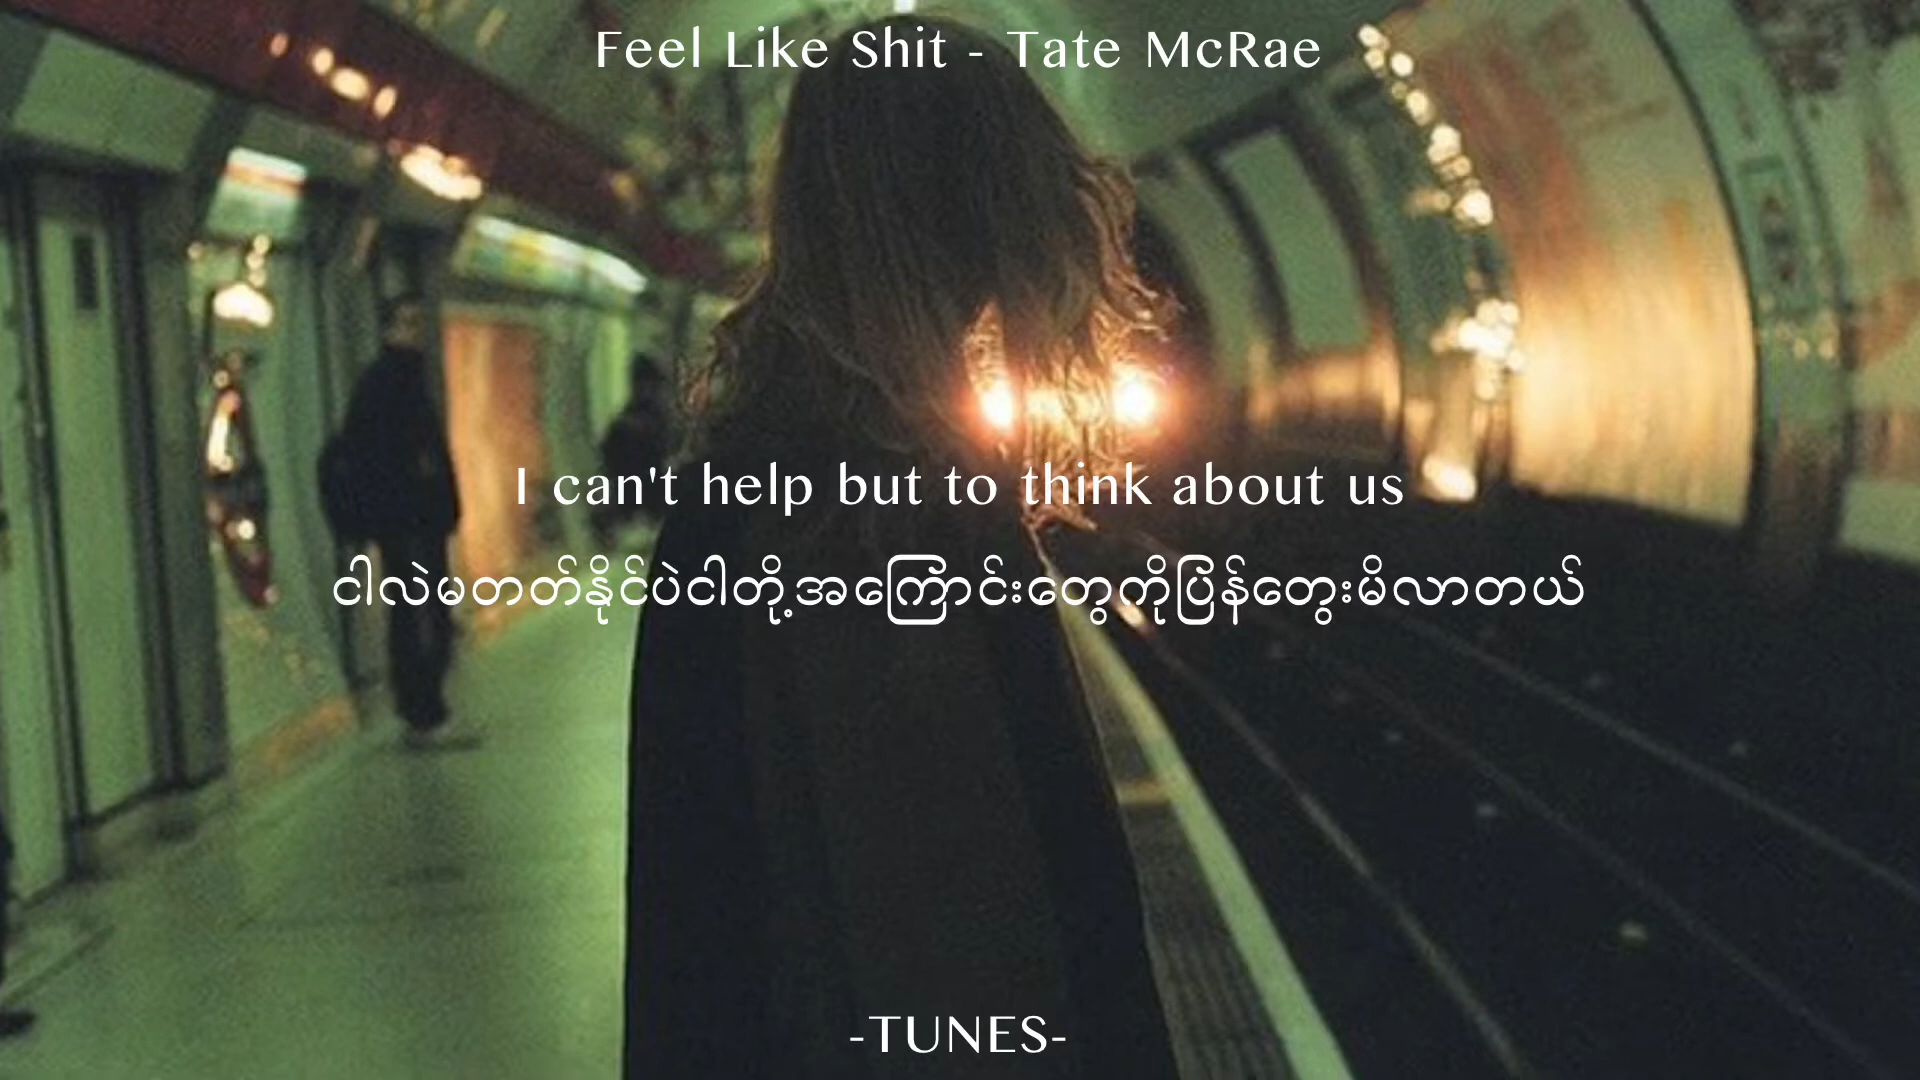 Feel Like Shit - Tate McRae
I can't help but to think about us
ငါလဲမတတ်နိုင်ပဲငါတို့အကြောင်းတွေကိုပြန်တွေးမိလာတယ်
-TUNES-